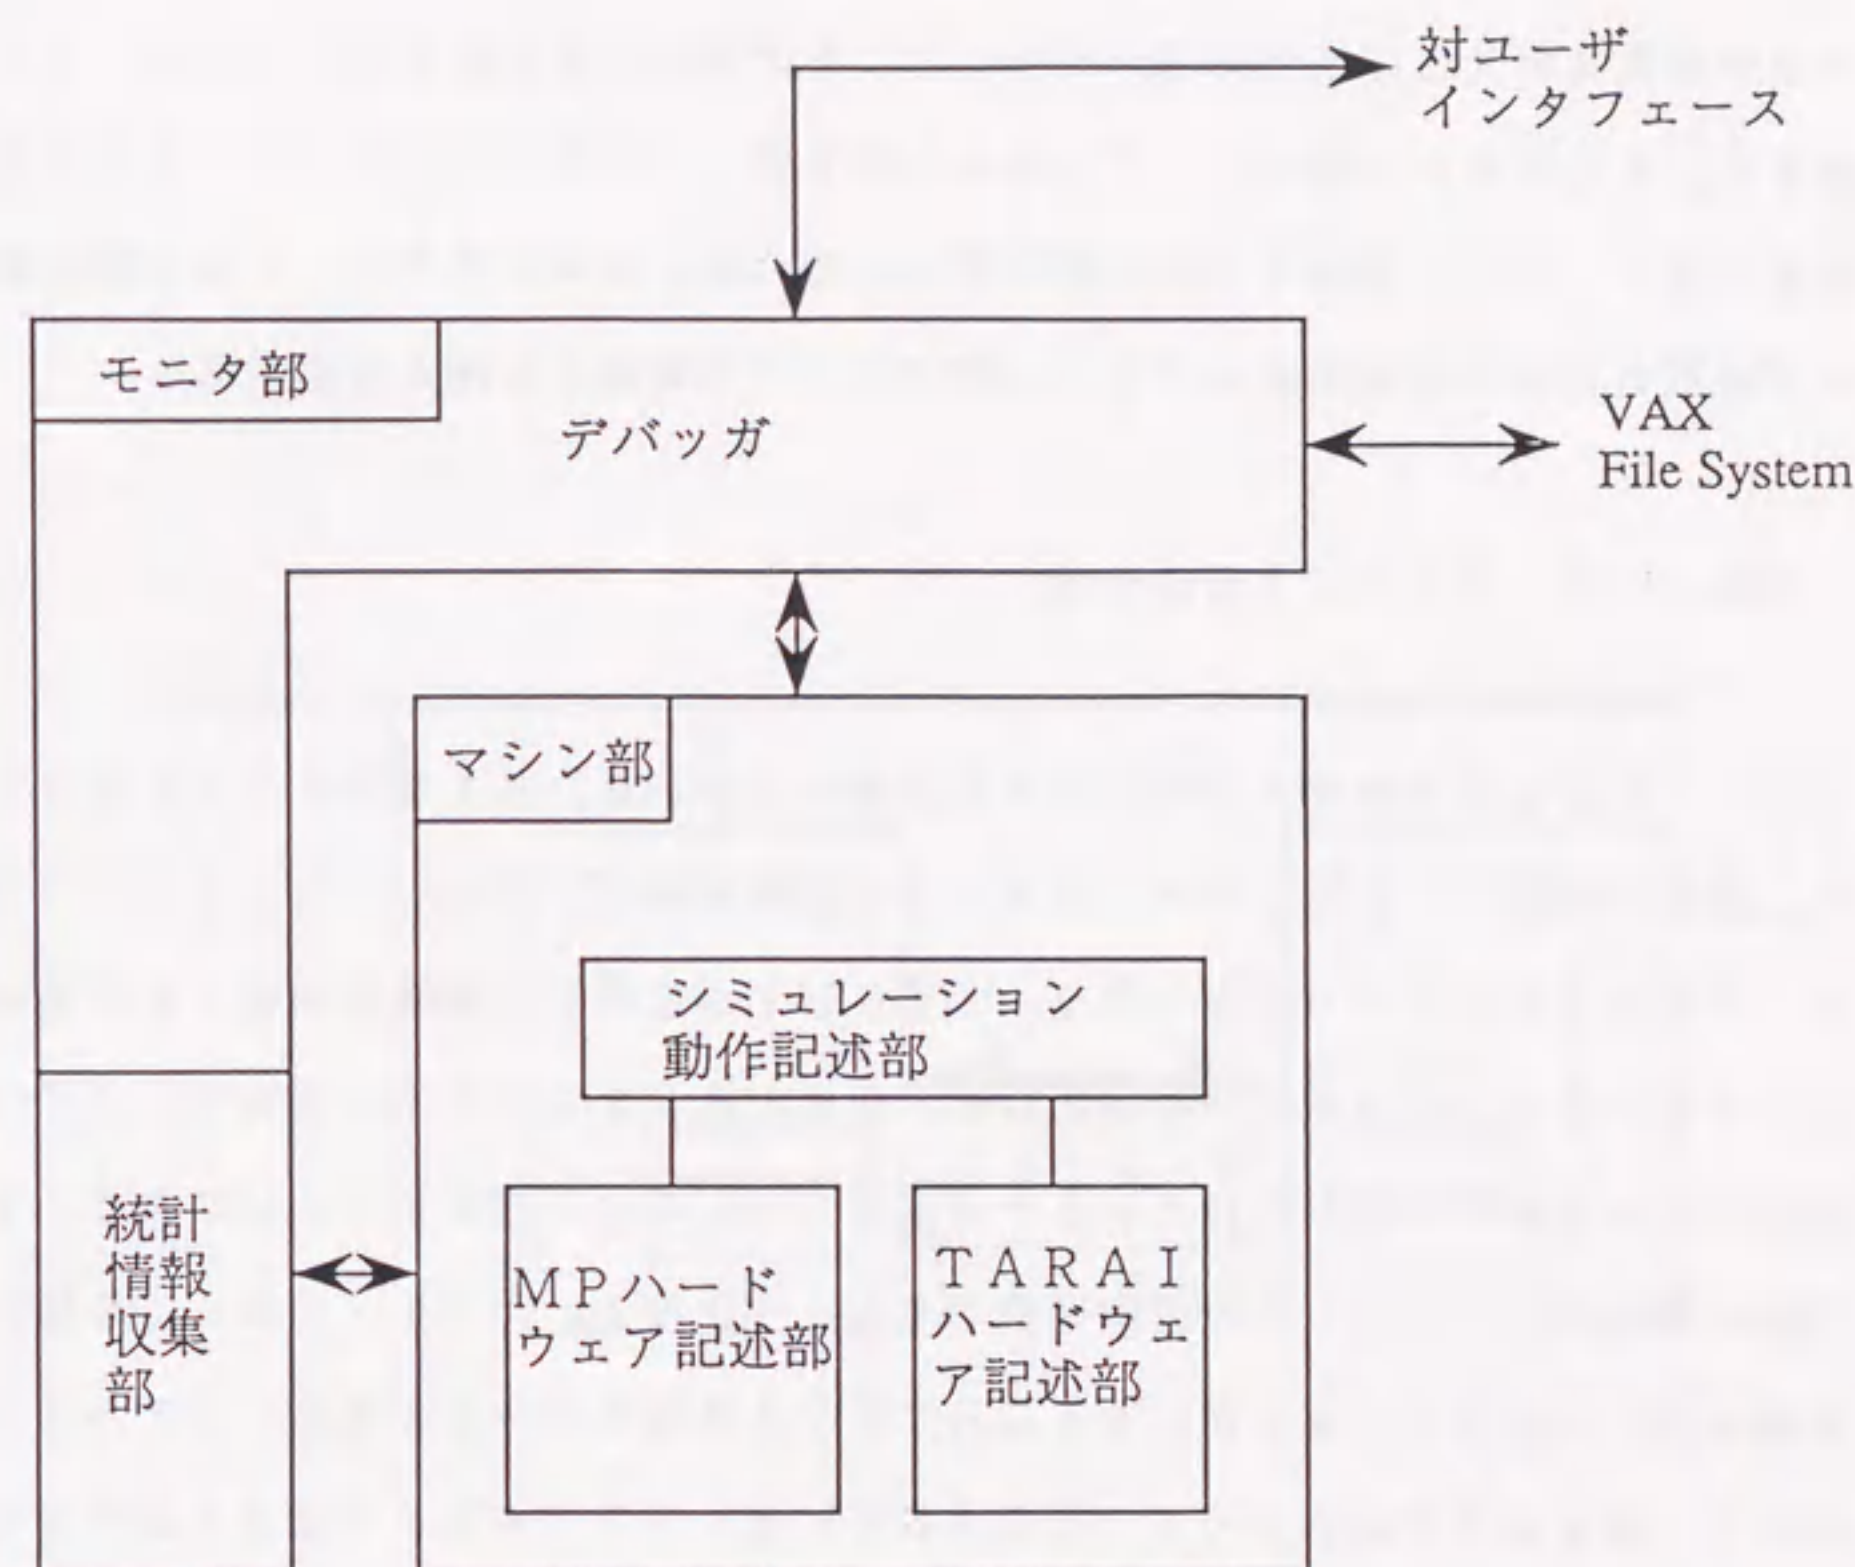 対ユーザ
インタフェース
モニタ部
デバッガ
VAX
File System
マシン部
シミュレーション
動作記述部
統計
情報
収集
部
ＭＰハード
ウェア記述部
ＴＡＲＡＩ
ハードウェ
ア記述部